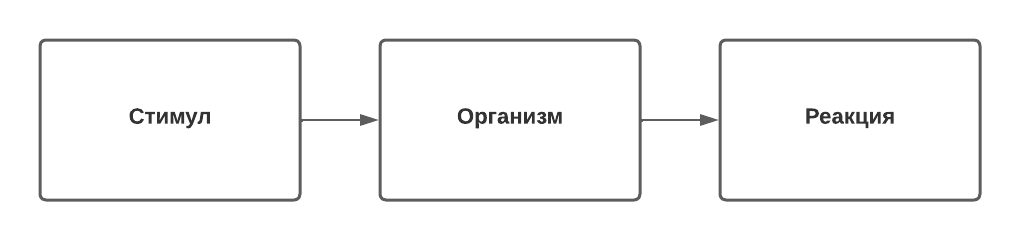 Стимул
Организм
Реакция